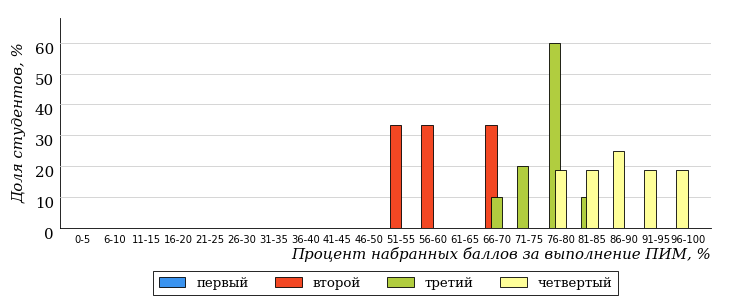 Доля студентов, %
60
50
40
30
20
10
0
0-5 6-10 11-15 16-20 21-25 26-30 31-35 36-40 41-45 46-50 51-55 56-60 61-65 66-70 71-75 76-80 81-85 86-90 91-95 96-100
Процент набранных баллов за выполнение ПИМ, %
первый второй третий четвертый